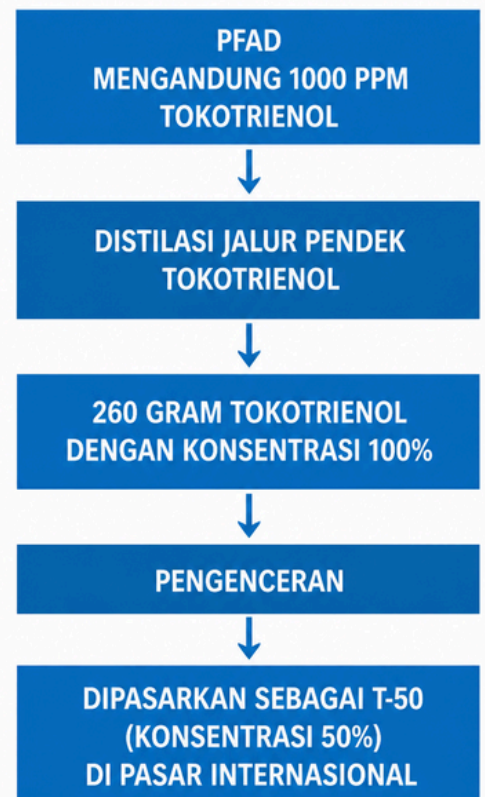 PFAD
MENGANDUNG 1000 PPM
TOKOTRIENOL
DISTILASI JALUR PENDEK
TOKOTRIENOL
260 GRAM TOKOTRIENOL
DENGAN KONSENTRASI 100%
PENGENCERAN
DIPASARKAN SEBAGAI T-50
(KONSENTRASI 50%)
DI PASAR INTERNASIONAL